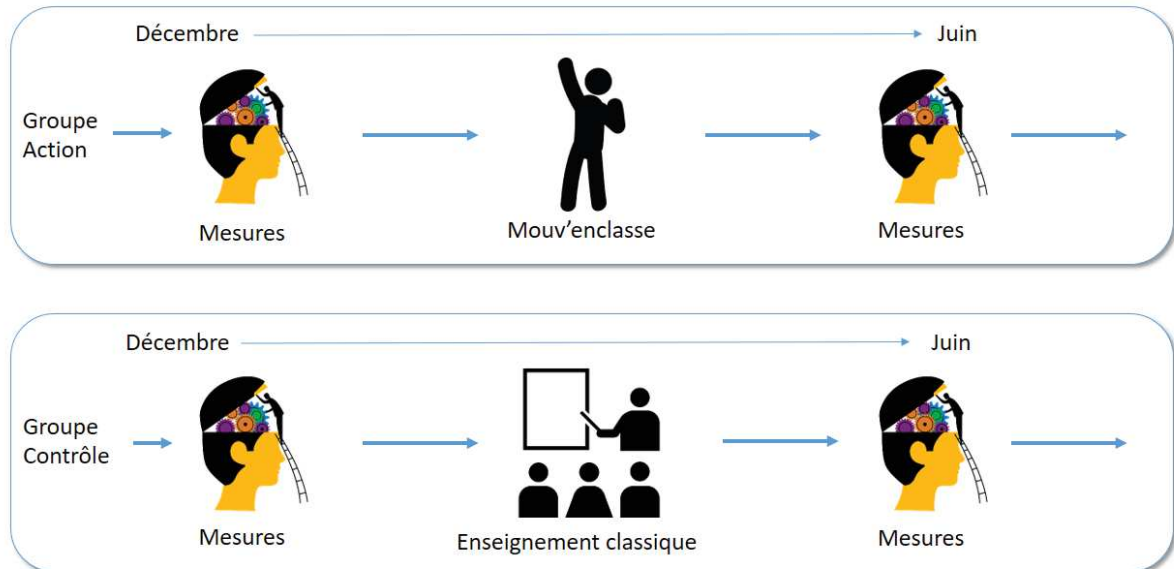 Décembre
Juin
Groupe
Action
Mesures
Mouv'enclasse
Mesures
Décembre
Juin
Groupe
Contrôle
Mesures
Enseignement classique
Mesures